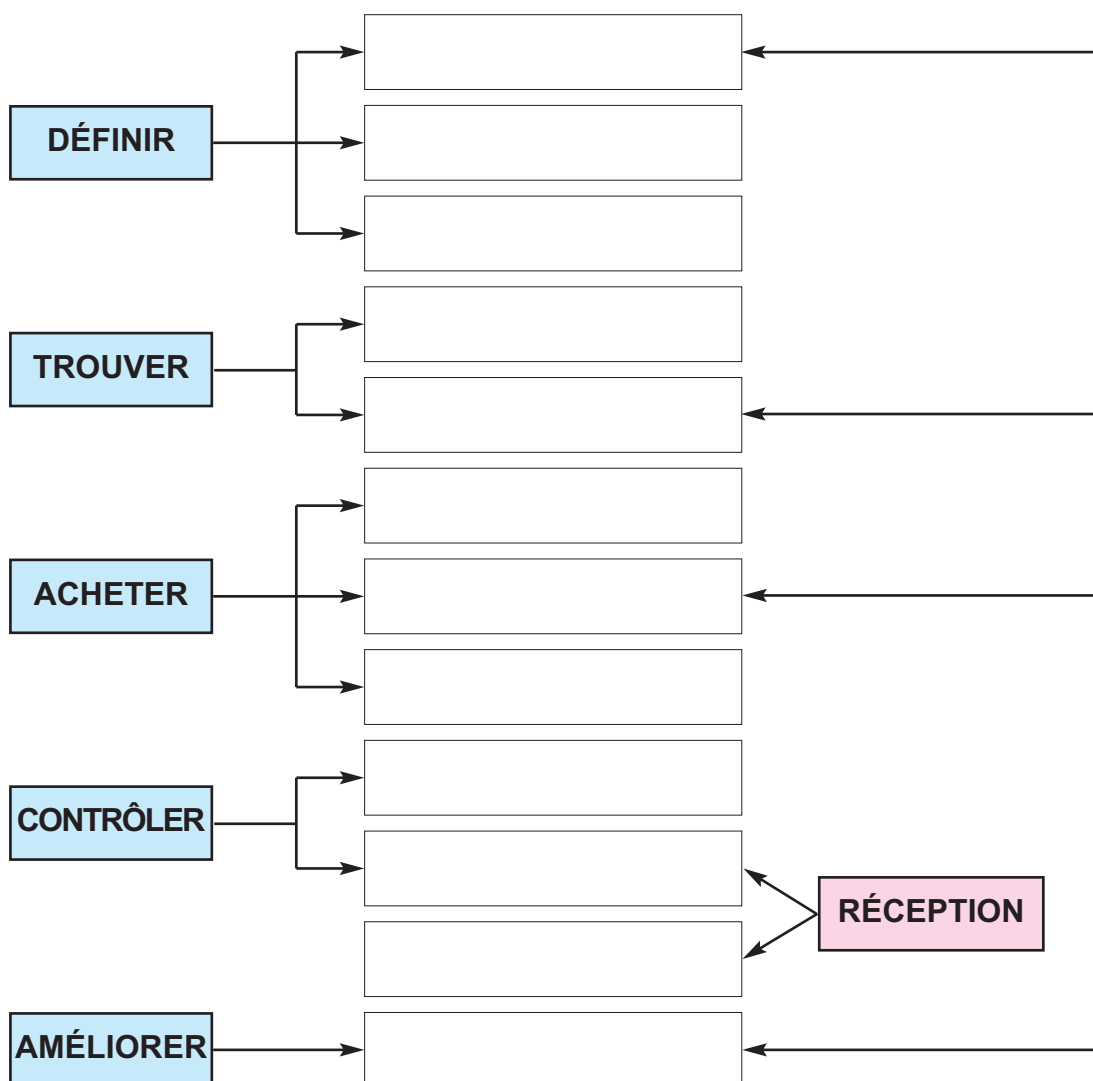 DÉFINIR
TROUVER
ACHETER
CONTRÔLER
RÉCEPTION
AMÉLIORER